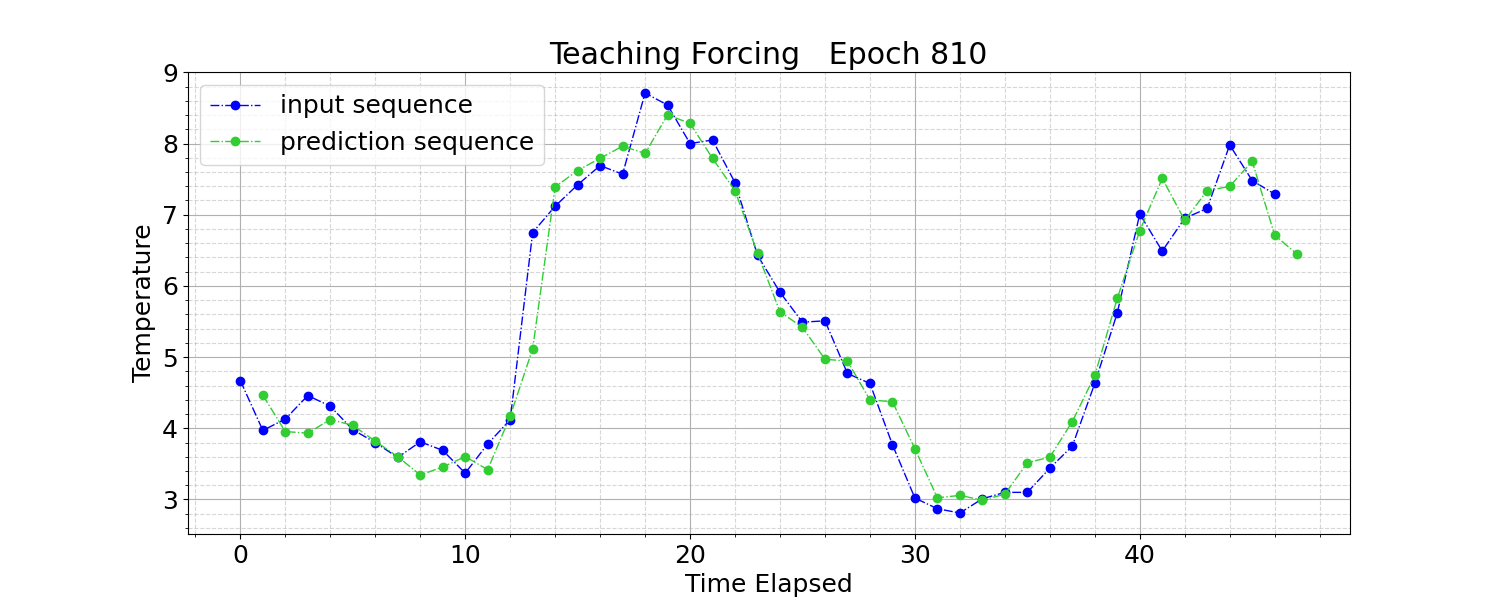 Teaching Forcing   Epoch 810
9
8
7
6
5
4
3
Temperature
input sequence
prediction sequence
0 10 20 30 40
Time Elapsed